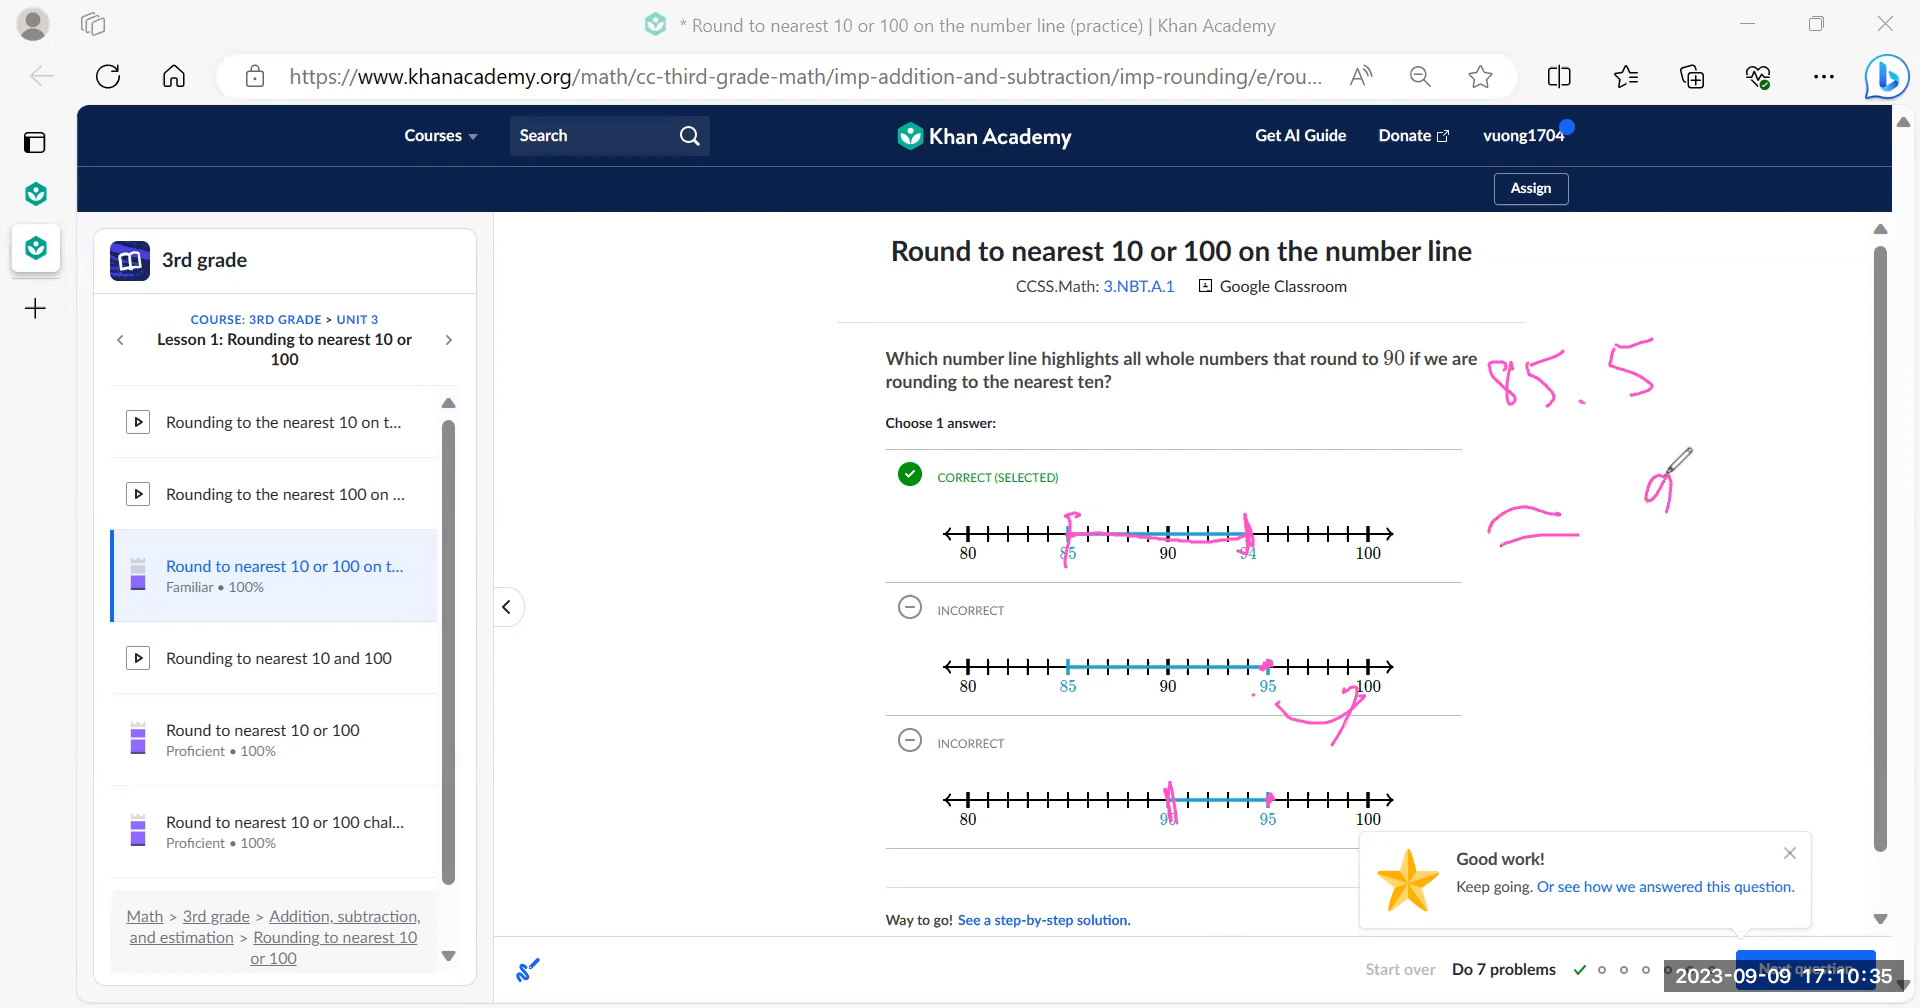 * Round to nearest 10 or 100 on the number line (practice) | Khan Academy
https://www.khanacademy.org/math/cc-third-grade-math/imp-addition-and-subtraction/imp-rounding/e/rou...
Courses
Search
Khan Academy
Get AI Guide
Donate
vuong1704
Assign
3rd grade
COURSE: 3RD GRADE > UNIT 3
Lesson 1: Rounding to nearest 10 or
100
Rounding to the nearest 10 on t...
Rounding to the nearest 100 on ...
Round to nearest 10 or 100 on t...
Familiar • 100%
Rounding to nearest 10 and 100
Round to nearest 10 or 100
Proficient • 100%
Round to nearest 10 or 100 chal...
Proficient • 100%
Math > 3rd grade > Addition, subtraction,
and estimation > Rounding to nearest 10
or 100
Round to nearest 10 or 100 on the number line
CCSS.Math: 3.NBT.A.1 Google Classroom
Which number line highlights all whole numbers that round to 90 if we are
rounding to the nearest ten?
85.5
Choose 1 answer:
CORRECT (SELECTED)
≈ 9
80 85 90 94 100
INCORRECT
80 85 90 95 100
INCORRECT
80 90 95 100
Good work!
Keep going. Or see how we answered this question.
Way to go! See a step-by-step solution.
Start over
Do 7 problems
Next question
2023-09-09 17:10:35